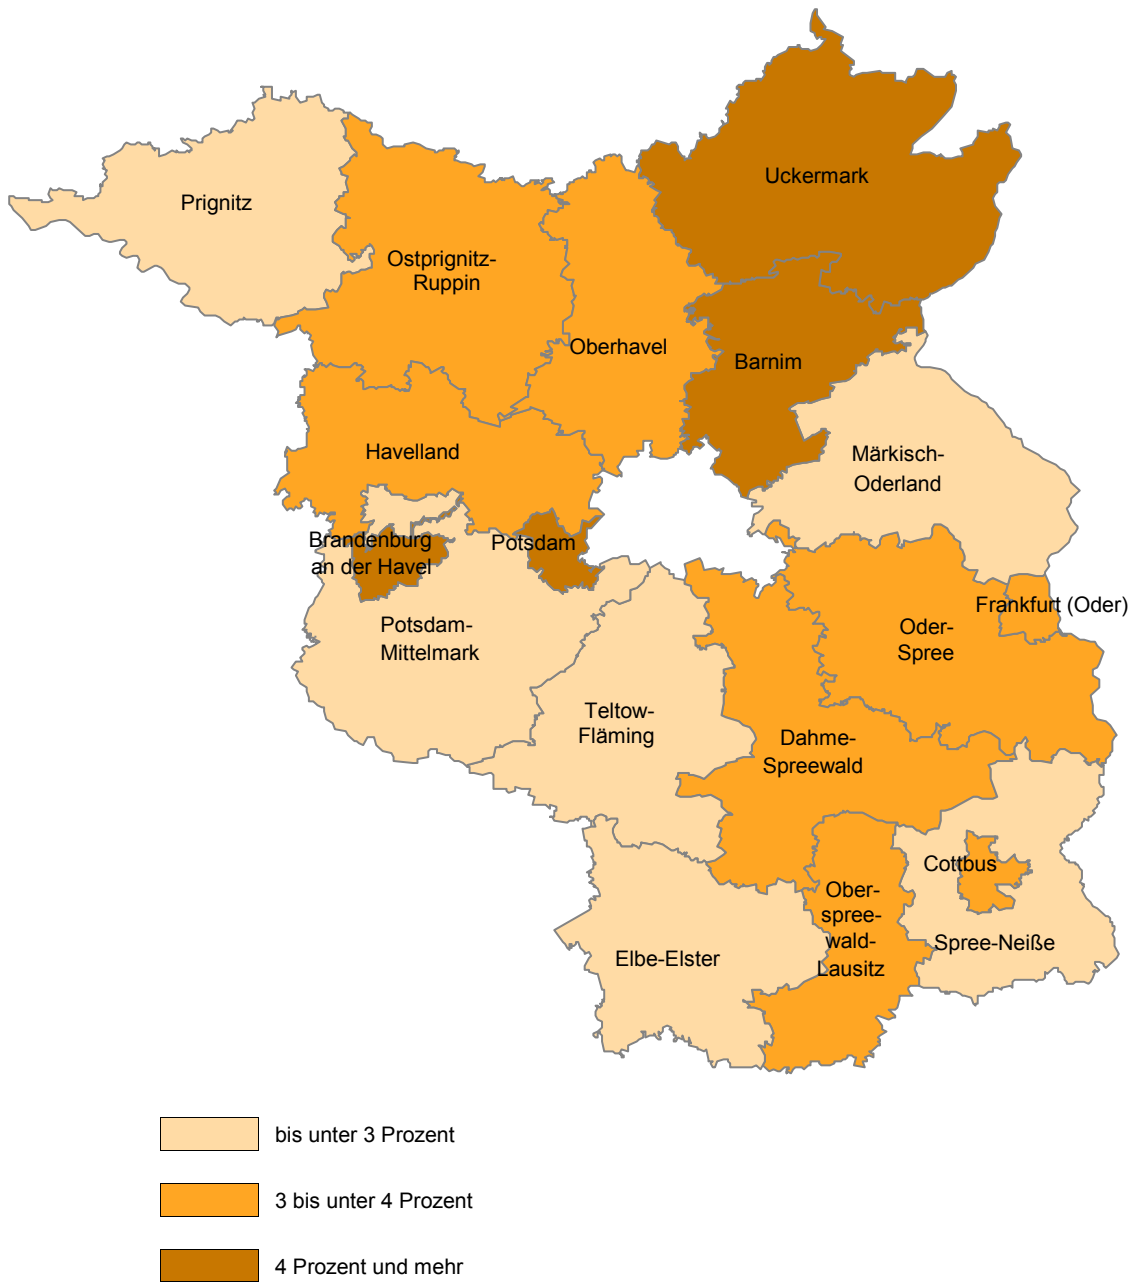 Uckermark
Prignitz
Ostprignitz-
Ruppin
Oberhavel
Barnim
Havelland
Märkisch-
Oderland
Brandenburg
an der Havel
Potsdam
Frankfurt (Oder)
Potsdam-
Mittelmark
Oder-
Spree
Teltow-
Fläming
Dahme-
Spreewald
Cottbus
Ober-
spree-
wald-
Lausitz
Spree-Neiße
Elbe-Elster
bis unter 3 Prozent
3 bis unter 4 Prozent
4 Prozent und mehr